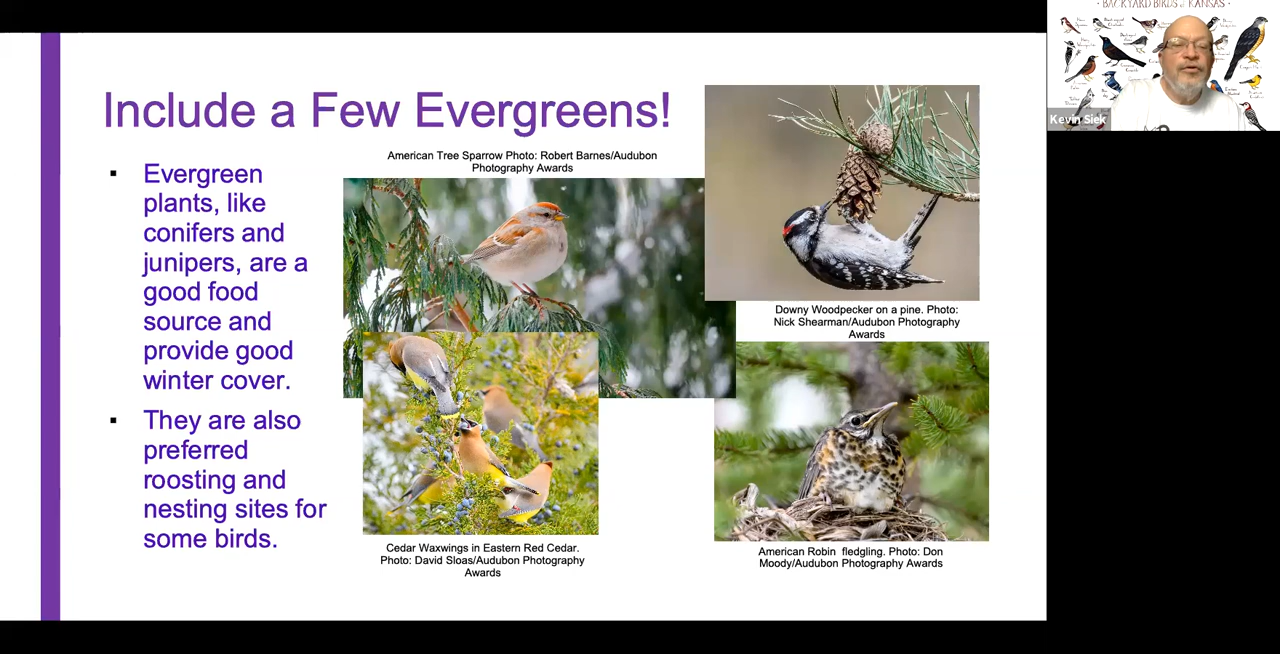 Include a Few Evergreens!
▪ Evergreen
plants, like
conifers and
junipers, are a
good food
source and
provide good
winter cover.
▪ They are also
preferred
roosting and
nesting sites for
some birds.
American Tree Sparrow Photo: Robert Barnes/Audubon
Photography Awards
Downy Woodpecker on a pine. Photo:
Nick Shearman/Audubon Photography
Awards
Cedar Waxwings in Eastern Red Cedar.
Photo: David Sloas/Audubon Photography
Awards
American Robin fledgling. Photo: Don
Moody/Audubon Photography Awards
BACKYARD BIRDS of KANSAS
Kevin Siek